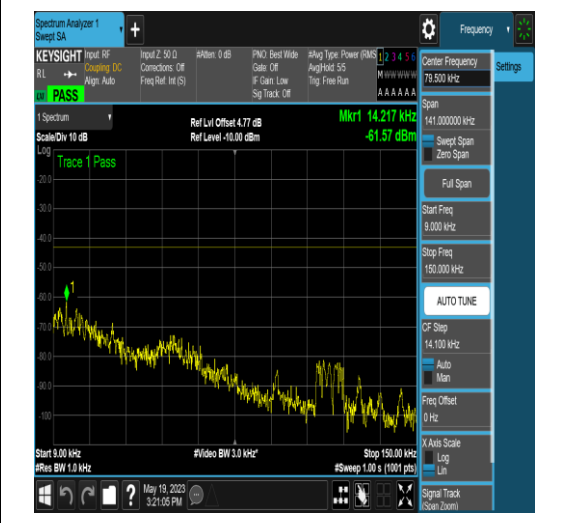 Spectrum Analyzer 1
Swept SA
+
Frequency
KEYSIGHT
RL
PASS
Input: RF
Coupling: DC
Align: Auto
Input Z: 50 Ω
Corrections: Off
Freq Ref: Int (S)
#Atten: 0 dB
PNO: Best Wide
Gate: Off
IF Gain: Low
Sig Track: Off
#Avg Type: Power (RMS
Avg|Hold: 5/5
Trig: Free Run
1 2 3 4 5 6
M W W W W W
A A A A A A
1 Spectrum
Scale/Div 10 dB
Ref Lvl Offset 4.77 dB
Ref Level -10.00 dBm
Mkr1 14.217 kHz
-61.57 dBm
Log
Trace 1 Pass
-20.0
-30.0
-40.0
-50.0
-60.0
-70.0
-80.0
-90.0
-100
1
Start 9.00 kHz
#Res BW 1.0 kHz
#Video BW 3.0 kHz*
Stop 150.00 kHz
#Sweep 1.00 s (1001 pts)
?
May 19, 2023
3:21:05 PM
Center Frequency
79.500 kHz
Settings
Span
141.000000 kHz
Swept Span
Zero Span
Full Span
Start Freq
9.000 kHz
Stop Freq
150.000 kHz
AUTO TUNE
CF Step
14.100 kHz
Auto
Man
Freq Offset
0 Hz
X Axis Scale
Log
Lin
Signal Track
(Span Zoom)